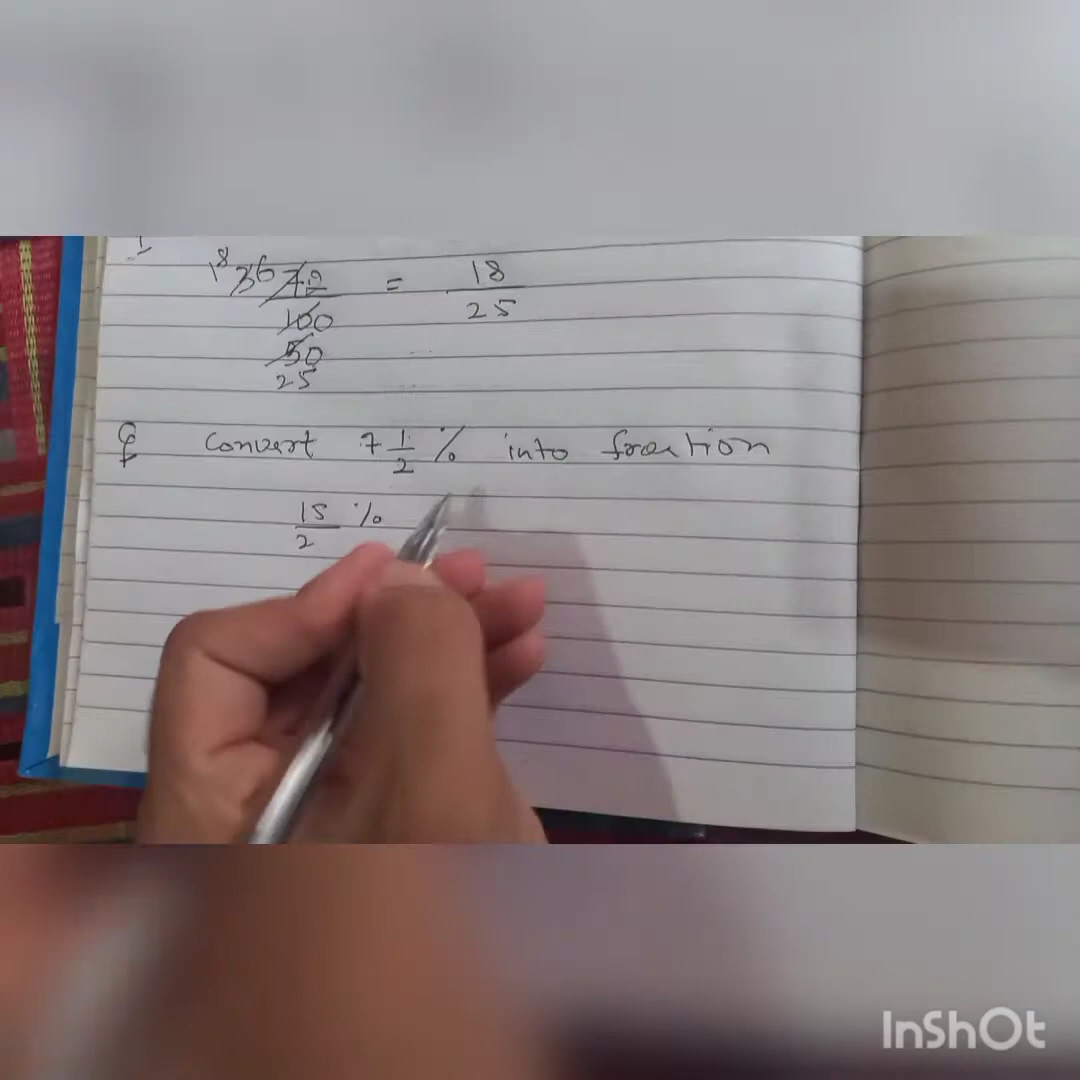 18 36 72 = 18
100 25
50
25
Q Convert 7 1/2 % into fraction
15/2 %
InShOt